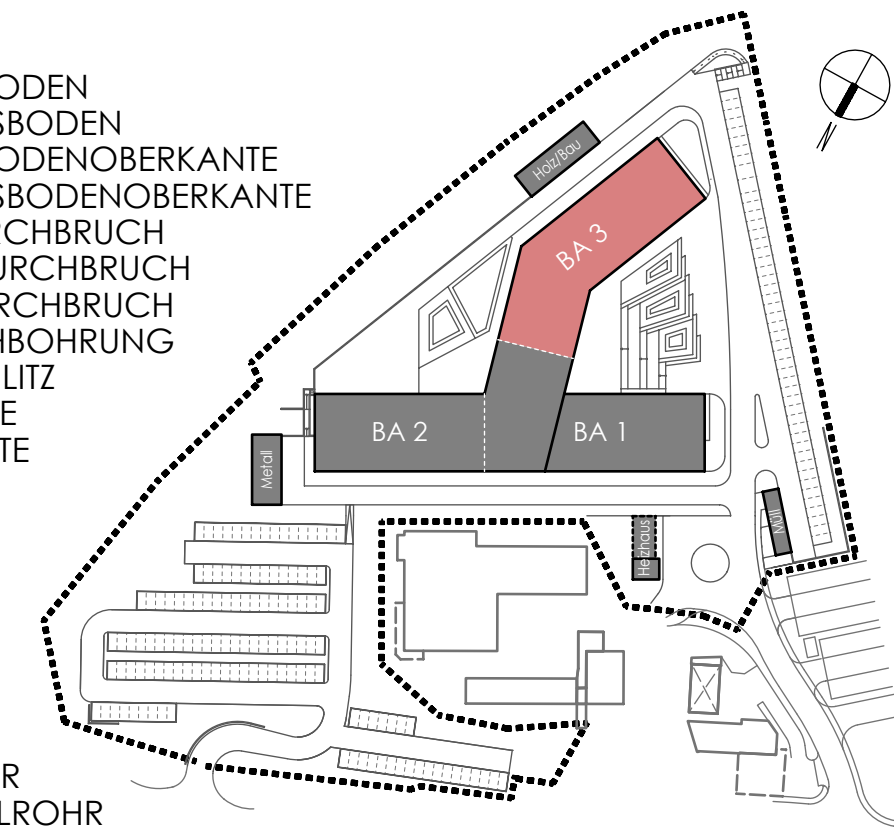 ODEN
SBODEN
ODENOBERKANTE
SBODENOBERKANTE
RCHBRUCH
URCHBRUCH
RCHBRUCH
HBOHRUNG
LITZ
E
TE
Holz/Bau
BA 3
BA 2
BA 1
Metall
Heizhaus
Müll
R
LROHR